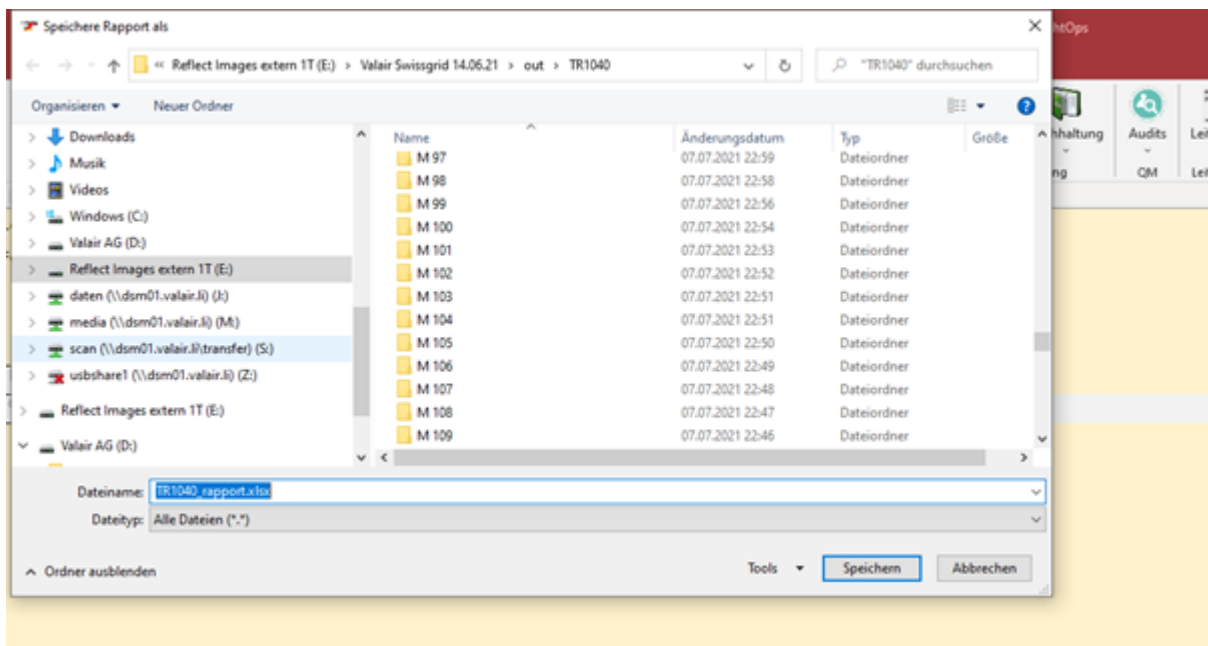 Speichere Rapport als
htOps
« Reflect Images extern 1T (E:) › Valair Swissgrid 14.06.21 › out › TR1040
"TR1040" durchsuchen
Organisieren
Neuer Ordner
hhaltung
Audits
Lei
ng
QM
Leit
Downloads
Musik
Videos
Windows (C:)
Valair AG (D:)
Reflect Images extern 1T (E:)
daten (\\dsm01.valair.li) (J:)
media (\\dsm01.valair.li) (M:)
scan (\\dsm01.valair.li\transfer) (S:)
usbshare1 (\\dsm01.valair.li) (Z:)
Reflect Images extern 1T (E:)
Valair AG (D:)
Name Änderungsdatum Typ Größe
M 97 07.07.2021 22:59 Dateiordner
M 98 07.07.2021 22:58 Dateiordner
M 99 07.07.2021 22:56 Dateiordner
M 100 07.07.2021 22:54 Dateiordner
M 101 07.07.2021 22:53 Dateiordner
M 102 07.07.2021 22:52 Dateiordner
M 103 07.07.2021 22:51 Dateiordner
M 104 07.07.2021 22:51 Dateiordner
M 105 07.07.2021 22:50 Dateiordner
M 106 07.07.2021 22:49 Dateiordner
M 107 07.07.2021 22:48 Dateiordner
M 108 07.07.2021 22:47 Dateiordner
M 109 07.07.2021 22:46 Dateiordner
Dateiname: TR1040_rapport.xlsx
Dateityp: Alle Dateien (*.*)
Ordner ausblenden
Tools
Speichern
Abbrechen